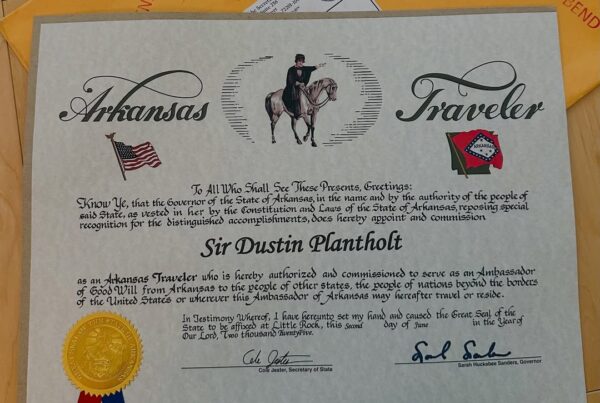 BEND
Arkansas Traveler
ARKANSAS
To All Who Shall See These Presents, Greetings:
Know Ye, that the Governor of the State of Arkansas, in the name and by the authority of the people of
said State, as vested in her by the Constitution and Laws of the State of Arkansas, reposing special
recognition for the distinguished accomplishments, does hereby appoint and commission
Sir Dustin Plantholt
as an Arkansas Traveler who is hereby authorized and commissioned to serve as an Ambassador
of Good Will from Arkansas to the people of other states, the people of nations beyond the borders
of the United States or wherever this Ambassador of Arkansas may hereafter travel or reside.
In Testimony Whereof, I have hereunto set my hand and caused the Great Seal of the
State to be affixed at Little Rock, this Second day of June in the Year of
Our Lord, Two thousand TwentyFive.
Cole Jester, Secretary of State
Sarah Huckabee Sanders, Governor